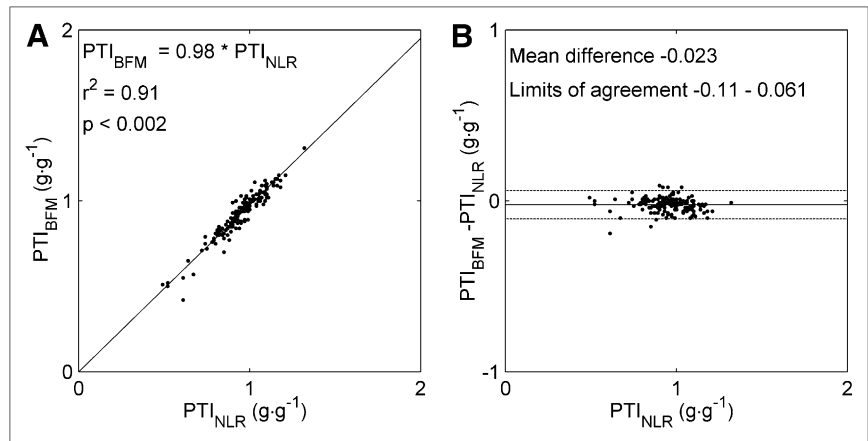 A
PTI_BFM = 0.98 * PTI_NLR
r² = 0.91
p < 0.002
2
1
0
0
1
2
PTI_BFM (g·g⁻¹)
PTI_NLR (g·g⁻¹)
B
Mean difference -0.023
Limits of agreement -0.11 - 0.061
1
0
-1
0
1
2
PTI_BFM -PTI_NLR (g·g⁻¹)
PTI_NLR (g·g⁻¹)